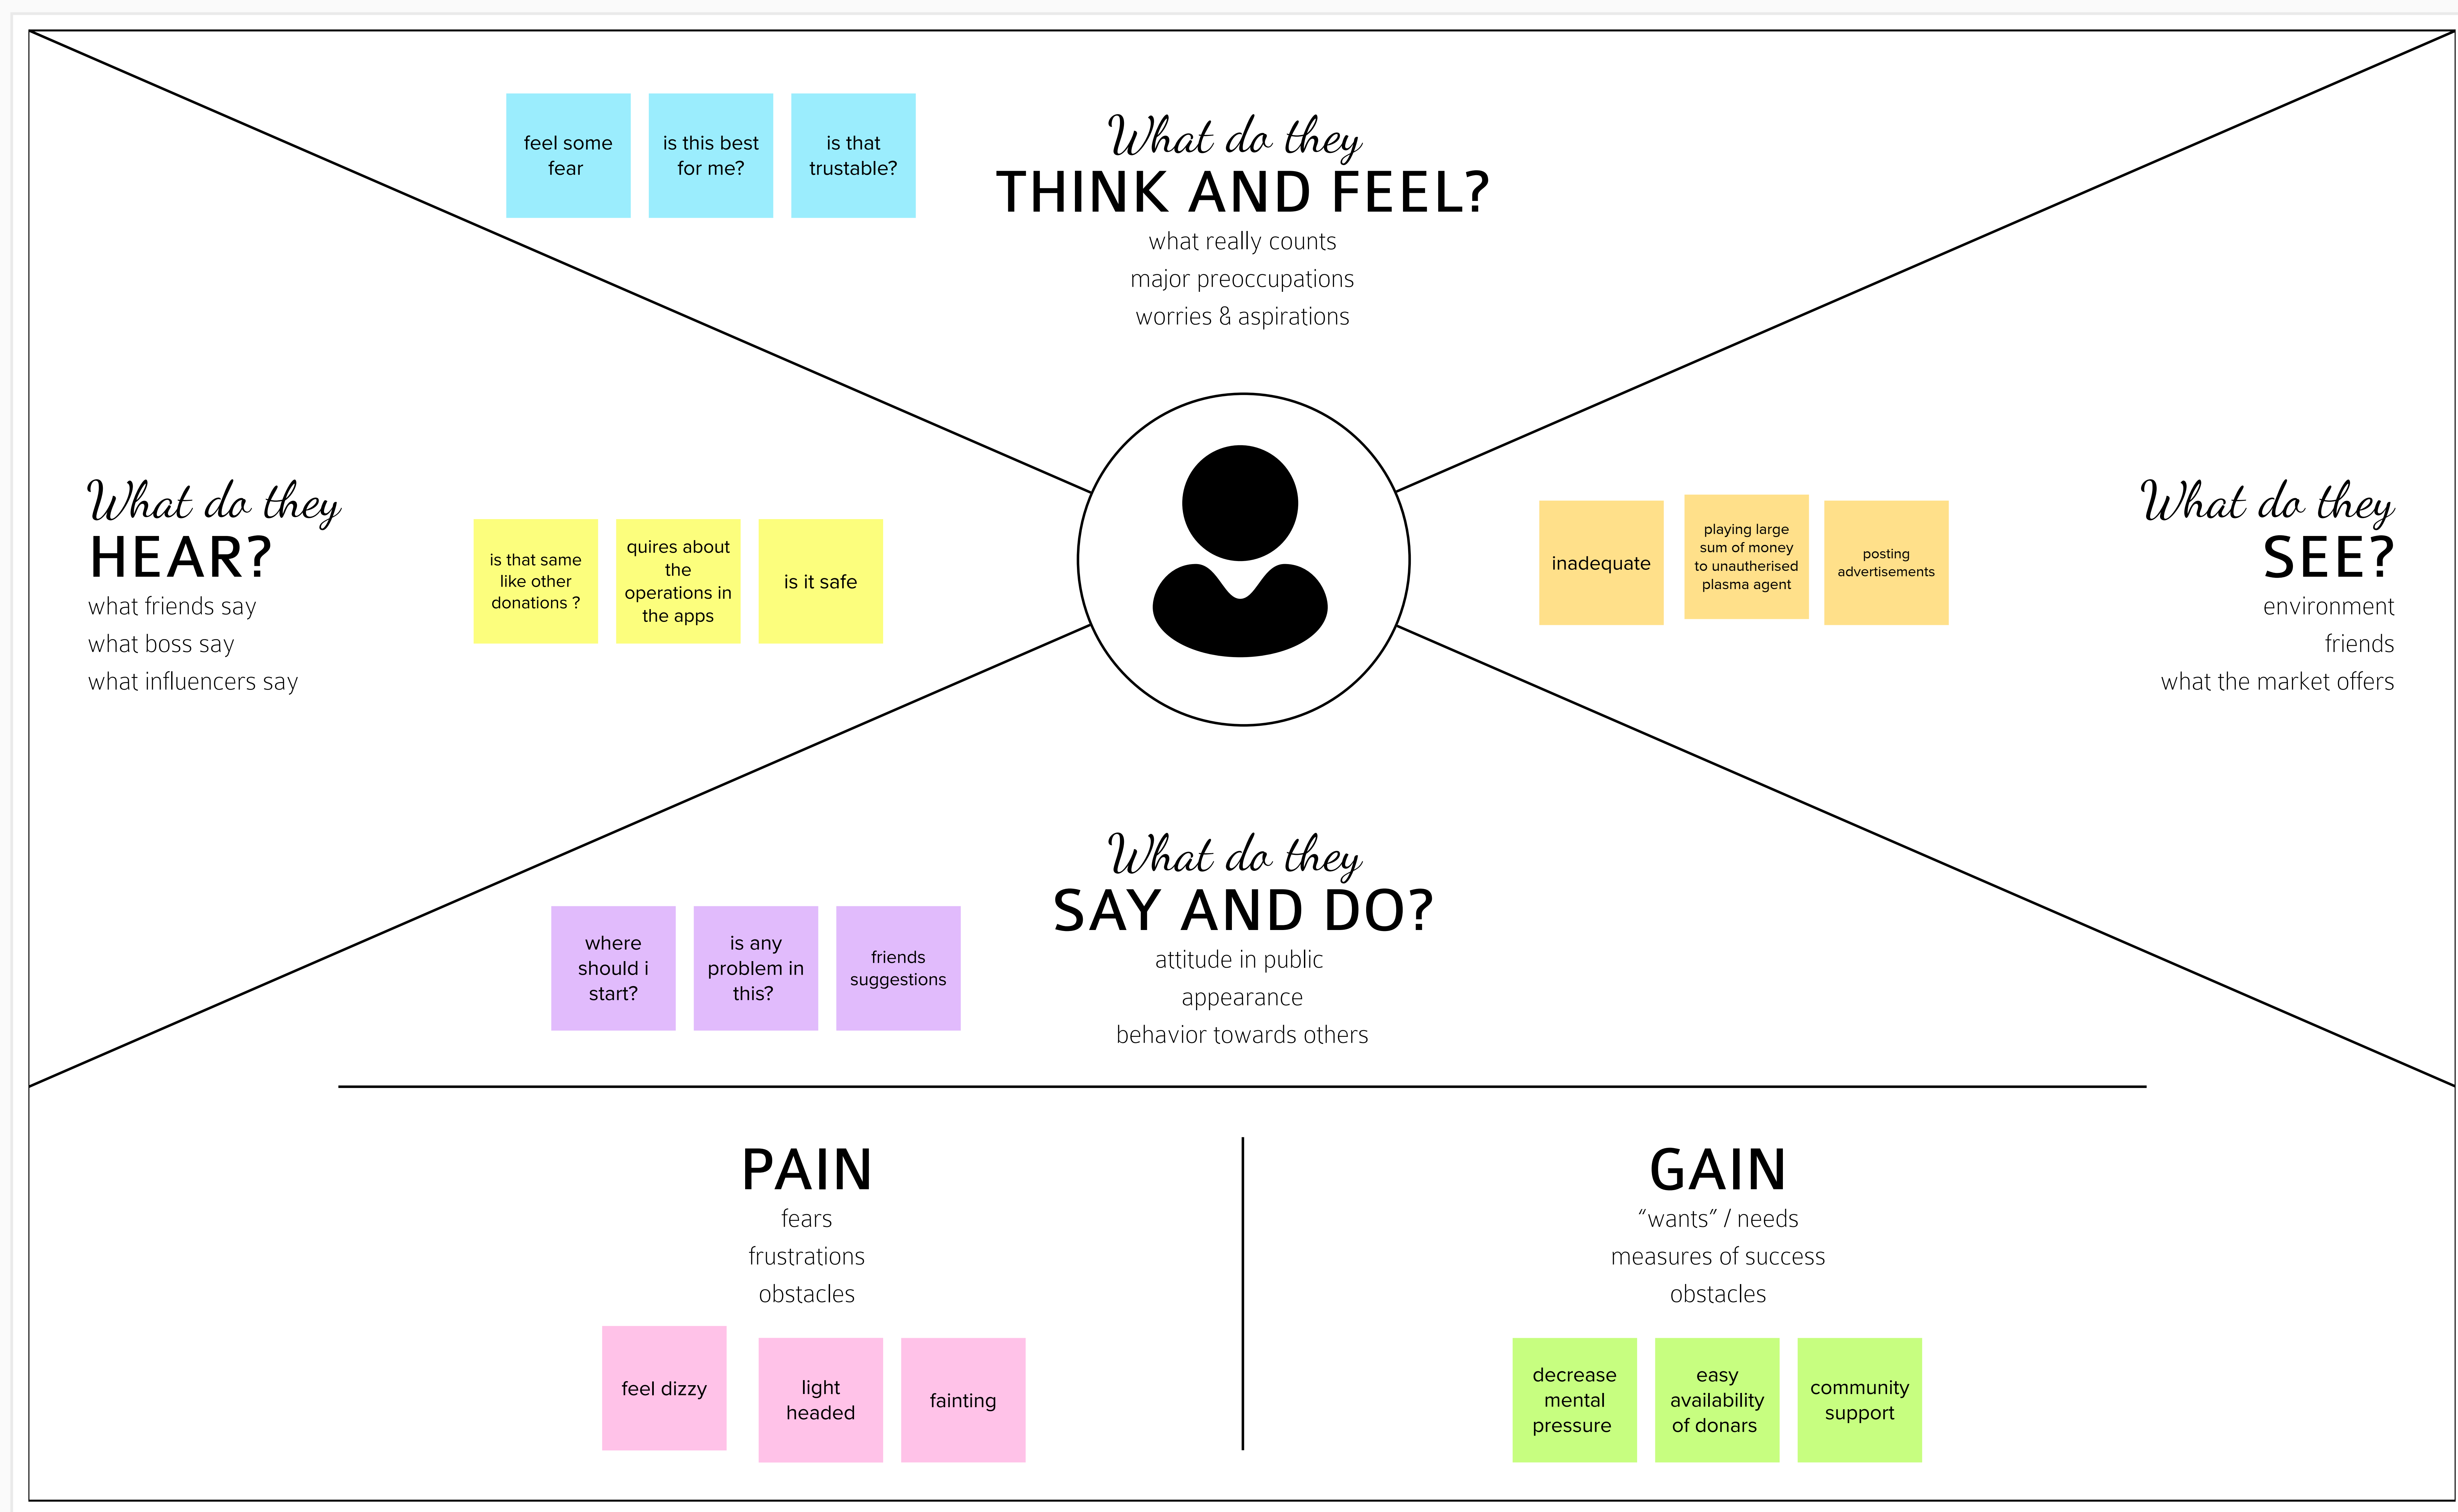 feel some
fear
is this best
for me?
is that
trustable?
What do they
THINK AND FEEL?
what really counts
major preoccupations
worries & aspirations
What do they
HEAR?
what friends say
what boss say
what influencers say
is that same
like other
donations ?
quires about
the
operations in
the apps
is it safe
inadequate
playing large
sum of money
to unautherised
plasma agent
posting
advertisements
What do they
SEE?
environment
friends
what the market offers
What do they
SAY AND DO?
attitude in public
appearance
behavior towards others
where
should i
start?
is any
problem in
this?
friends
suggestions
PAIN
fears
frustrations
obstacles
feel dizzy
light
headed
fainting
GAIN
“wants” / needs
measures of success
obstacles
decrease
mental
pressure
easy
availability
of donars
community
support